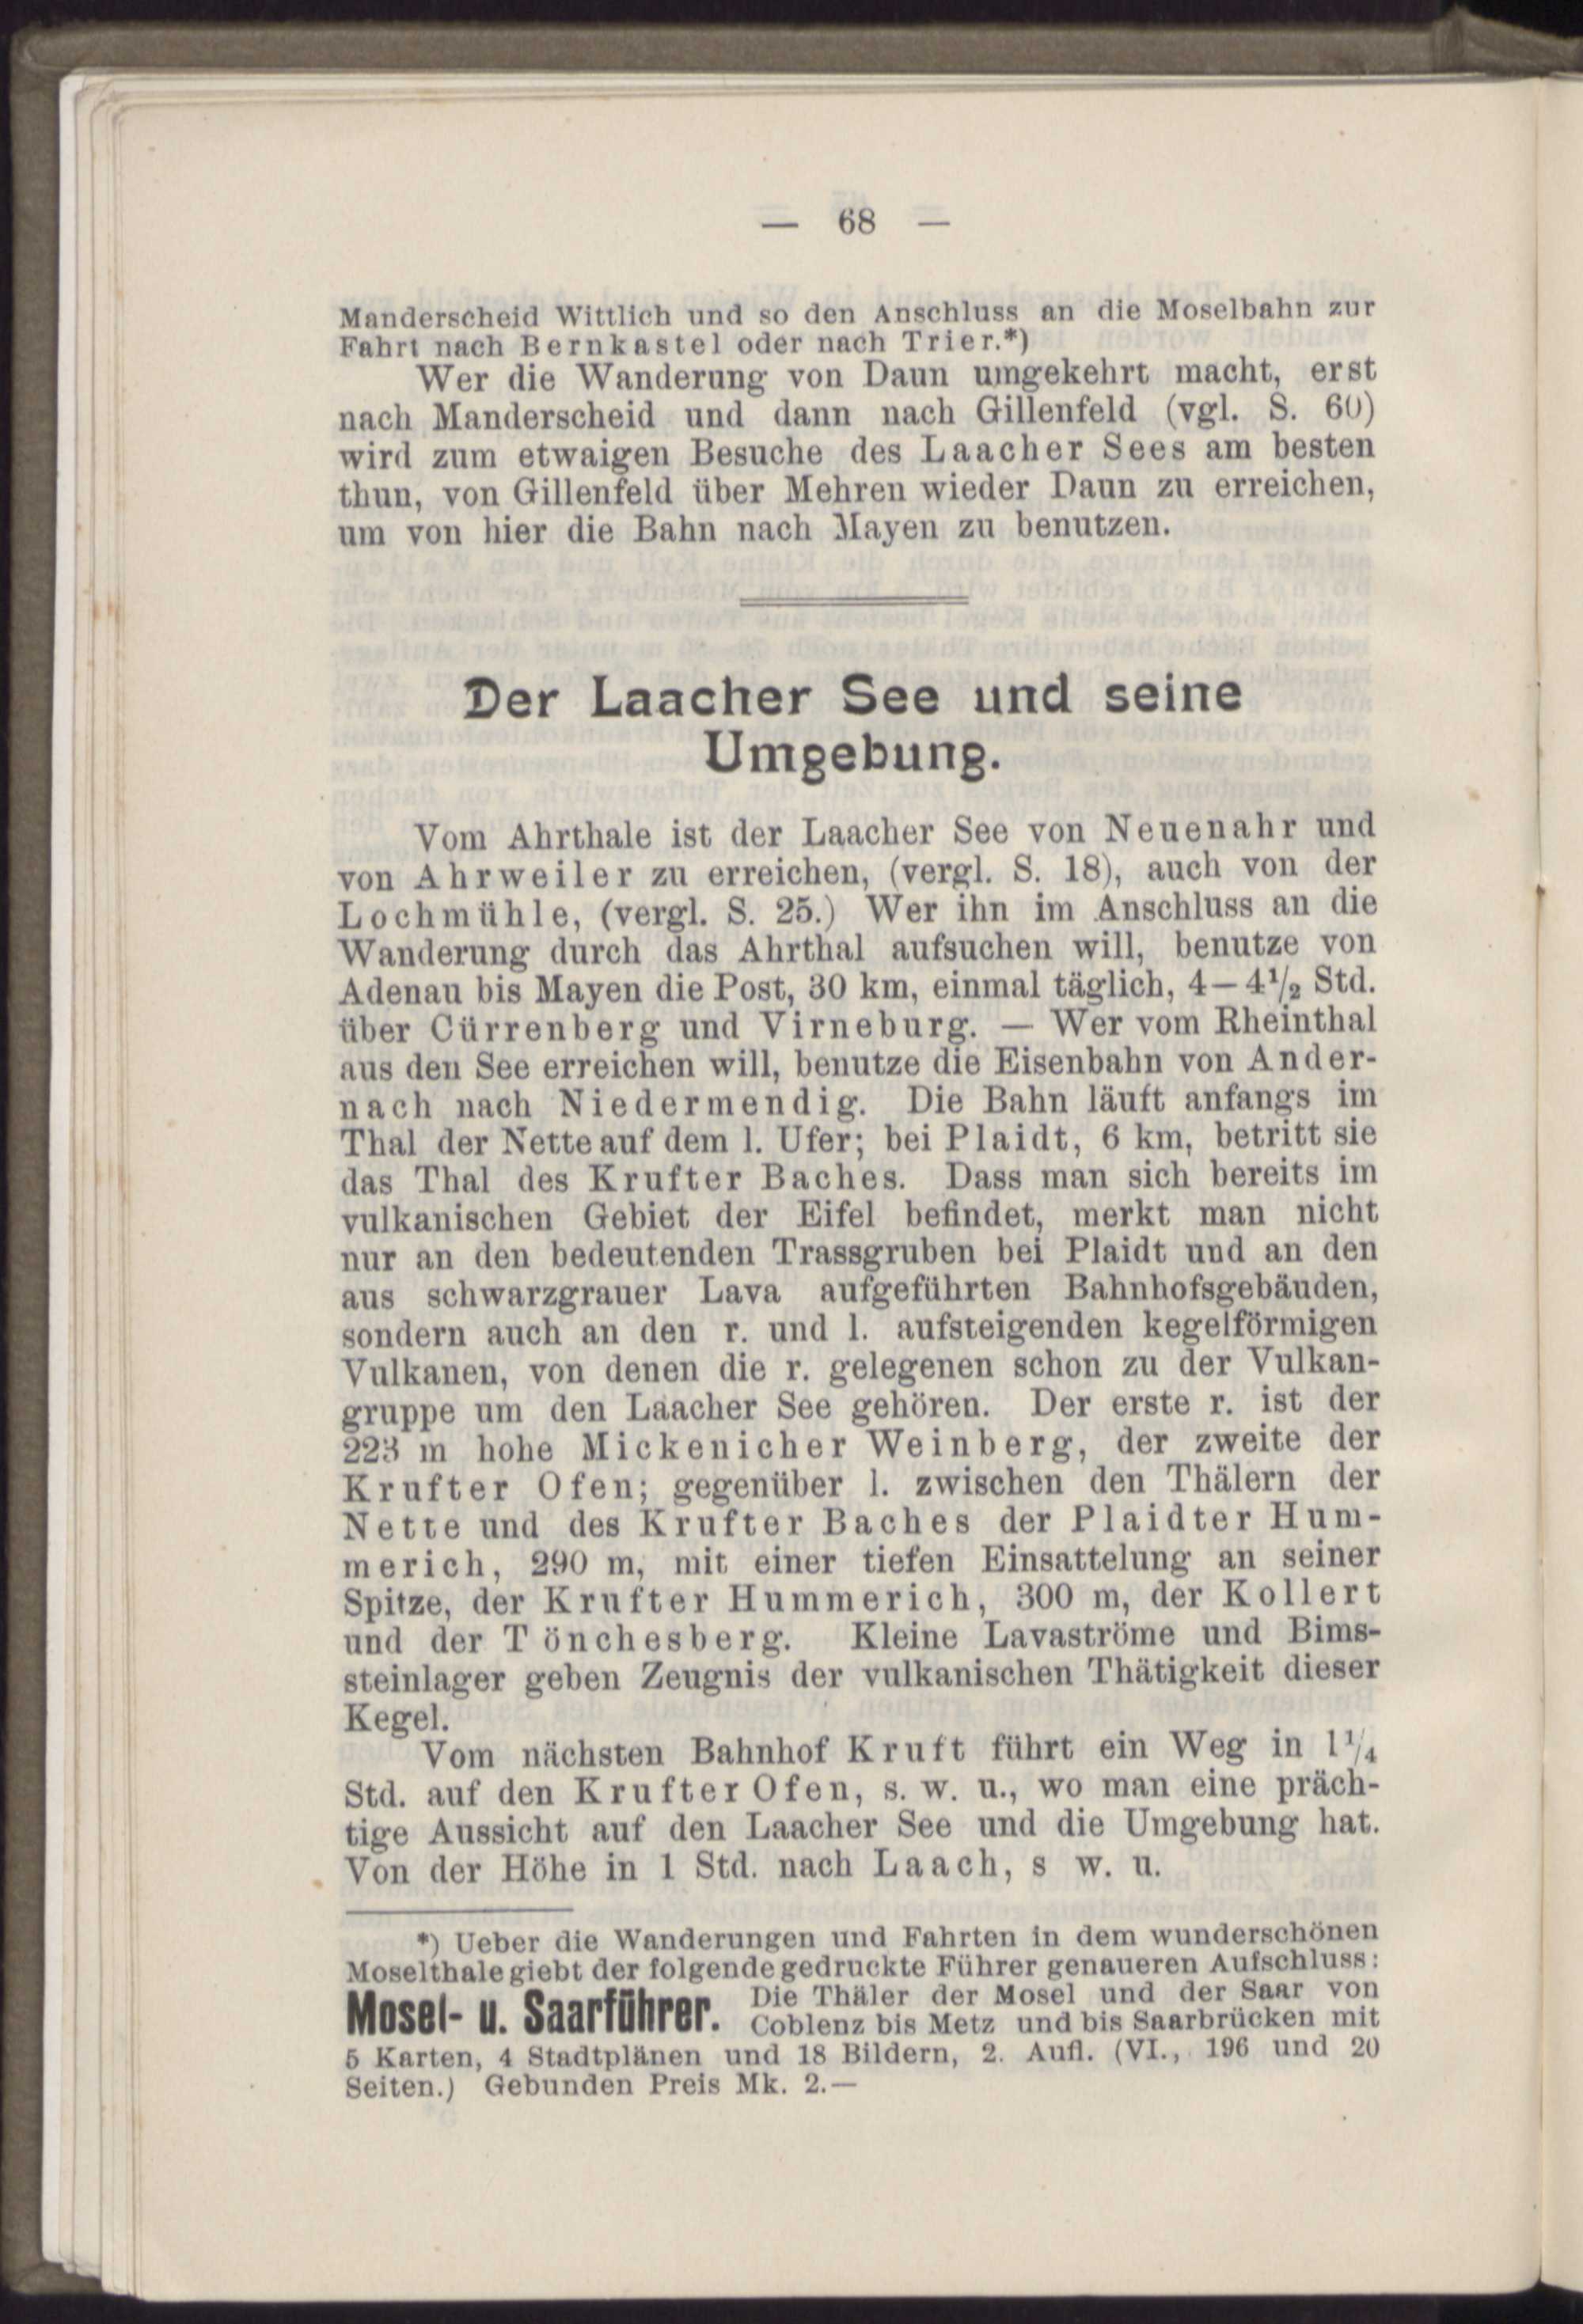 — 68 —
Manderscheid Wittlich und so den Anschluss an die Moselbahn zur
Fahrt nach Bernkastel oder nach Trier.*)
Wer die Wanderung von Daun umgekehrt macht, erst
nach Manderscheid und dann nach Gillenfeld (vgl. S. 60)
wird zum etwaigen Besuche des Laacher Sees am besten
thun, von Gillenfeld über Mehren wieder Daun zu erreichen,
um von hier die Bahn nach Mayen zu benutzen.
Der Laacher See und seine
Umgebung.
Vom Ahrthale ist der Laacher See von Neuenahr und
von Ahrweiler zu erreichen, (vergl. S. 18), auch von der
Lochmühle, (vergl. S. 25.) Wer ihn im Anschluss an die
Wanderung durch das Ahrthal aufsuchen will, benutze von
Adenau bis Mayen die Post, 30 km, einmal täglich, 4—4½ Std.
über Cürrenberg und Virneburg. — Wer vom Rheinthal
aus den See erreichen will, benutze die Eisenbahn von Ander-
nach nach Niedermendig. Die Bahn läuft anfangs im
Thal der Nette auf dem l. Ufer; bei Plaidt, 6 km, betritt sie
das Thal des Krufter Baches. Dass man sich bereits im
vulkanischen Gebiet der Eifel befindet, merkt man nicht
nur an den bedeutenden Trassgruben bei Plaidt und an den
aus schwarzgrauer Lava aufgeführten Bahnhofsgebäuden,
sondern auch an den r. und l. aufsteigenden kegelförmigen
Vulkanen, von denen die r. gelegenen schon zu der Vulkan-
gruppe um den Laacher See gehören. Der erste r. ist der
223 m hohe Mickenicher Weinberg, der zweite der
Krufter Ofen; gegenüber l. zwischen den Thälern der
Nette und des Krufter Baches der Plaidter Hum-
merich, 290 m, mit einer tiefen Einsattelung an seiner
Spitze, der Krufter Hummerich, 300 m, der Kollert
und der Tönchesberg. Kleine Lavaströme und Bims-
steinlager geben Zeugnis der vulkanischen Thätigkeit dieser
Kegel.
Vom nächsten Bahnhof Kruft führt ein Weg in 1¼
Std. auf den Krufter Ofen, s. w. u., wo man eine präch-
tige Aussicht auf den Laacher See und die Umgebung hat.
Von der Höhe in 1 Std. nach Laach, s w. u.
*) Ueber die Wanderungen und Fahrten in dem wunderschönen
Moselthale giebt der folgende gedruckte Führer genaueren Aufschluss:
Mosel- u. Saarführer. Die Thäler der Mosel und der Saar von
Coblenz bis Metz und bis Saarbrücken mit
5 Karten, 4 Stadtplänen und 18 Bildern, 2. Aufl. (VI., 196 und 20
Seiten.) Gebunden Preis Mk. 2.—